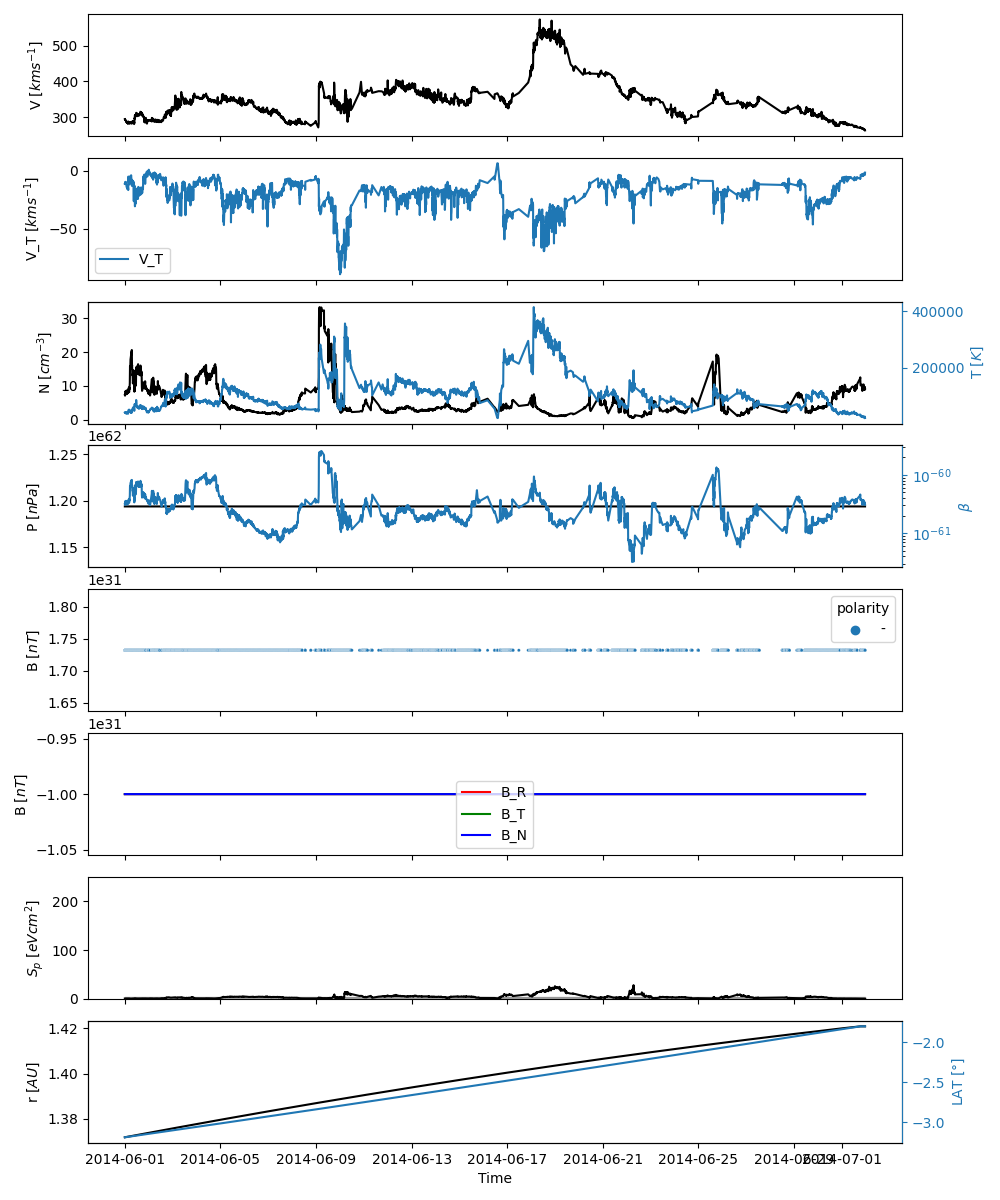 V [kms⁻¹]
500
400
300
V_T [kms⁻¹]
0
−50
V_T
N [cm⁻³]
30
20
10
0
400000
200000
T [K]
1e62
P [nPa]
1.25
1.20
1.15
10⁻⁶⁰
10⁻⁶¹
β
1e31
B [nT]
1.80
1.75
1.70
1.65
polarity
-
1e31
B [nT]
−0.95
−1.00
−1.05
B_R
B_T
B_N
S_p [eVcm²]
200
100
0
r [AU]
1.42
1.40
1.38
−2.0
−2.5
−3.0
LAT [°]
2014-06-01 2014-06-05 2014-06-09 2014-06-13 2014-06-17 2014-06-21 2014-06-25 2014-06-29 2014-07-01
Time